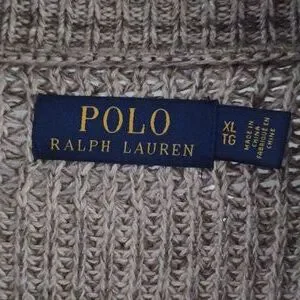 POLO
RALPH LAUREN
XL
TG
MADE IN
CHINA
FABRIQUÉ EN
CHINE